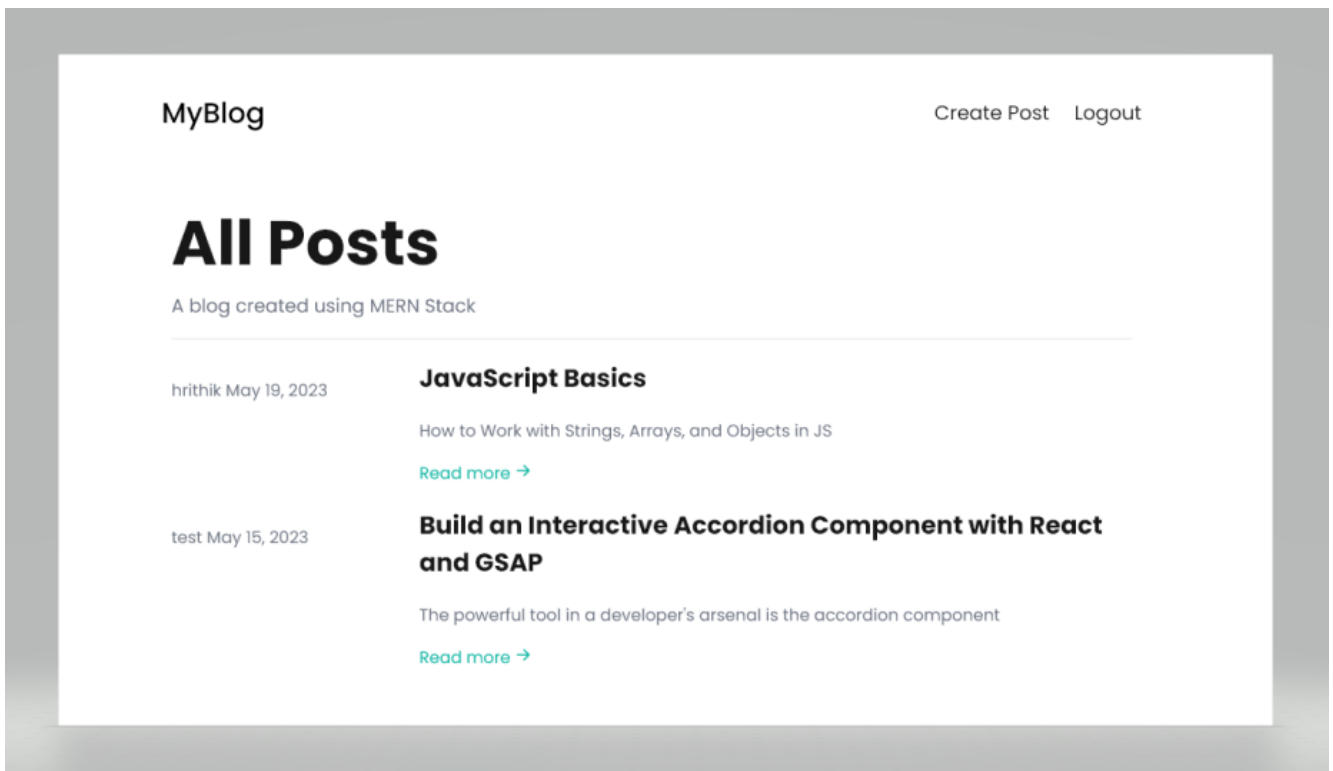 MyBlog
Create Post Logout
All Posts
A blog created using MERN Stack
hrithik May 19, 2023
JavaScript Basics
How to Work with Strings, Arrays, and Objects in JS
Read more →
test May 15, 2023
Build an Interactive Accordion Component with React
and GSAP
The powerful tool in a developer's arsenal is the accordion component
Read more →